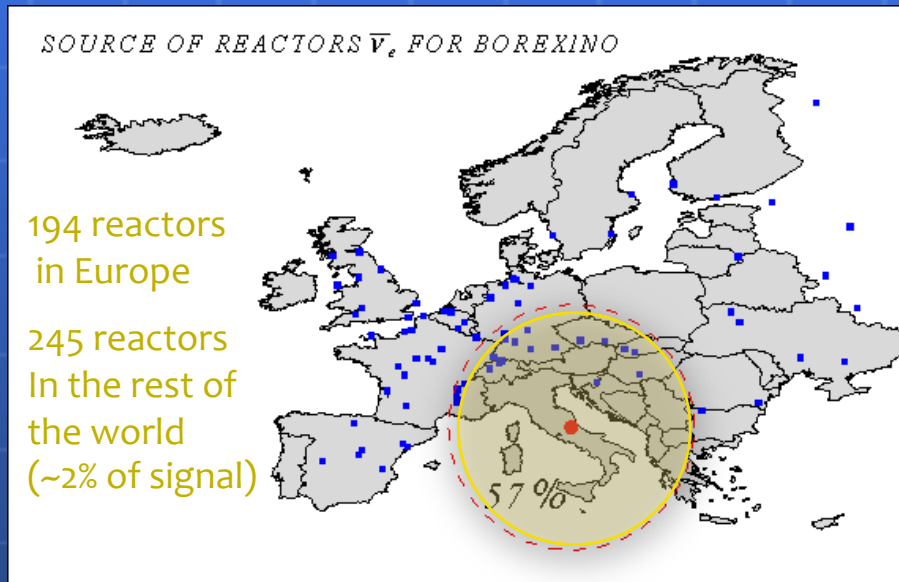 SOURCE OF REACTORS ν̅ₑ FOR BOREXINO
194 reactors
in Europe
245 reactors
In the rest of
the world
(~2% of signal)
57%